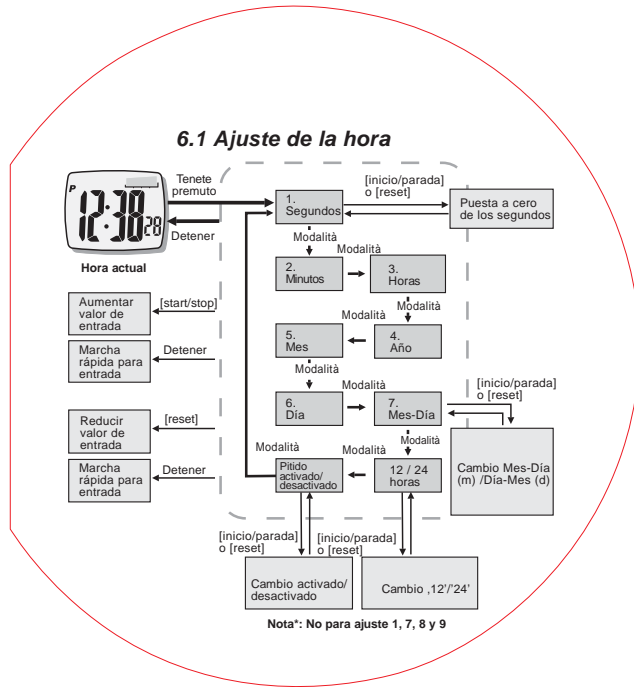 6.1 Ajuste de la hora
P
12:38 28
Hora actual
Tenete
premuto
Detener
1.
Segundos
[inicio/parada]
o [reset]
Puesta a cero
de los segundos
Modalità
2.
Minutos
Modalità
3.
Horas
Modalità
4.
Año
Modalità
5.
Mes
Modalità
6.
Día
Modalità
7.
Mes-Día
[inicio/parada]
o [reset]
Cambio Mes-Día
(m) /Día-Mes (d)
Modalità
12 / 24
horas
Modalità
Pitido
activado/
desactivado
Modalità
Aumentar
valor de
entrada
[start/stop]
Marcha
rápida para
entrada
Detener
Reducir
valor de
entrada
[reset]
Marcha
rápida para
entrada
Detener
[inicio/parada]
o [reset]
[inicio/parada]
o [reset]
Cambio activado/
desactivado
Cambio ‚12’/’24’
Nota*: No para ajuste 1, 7, 8 y 9